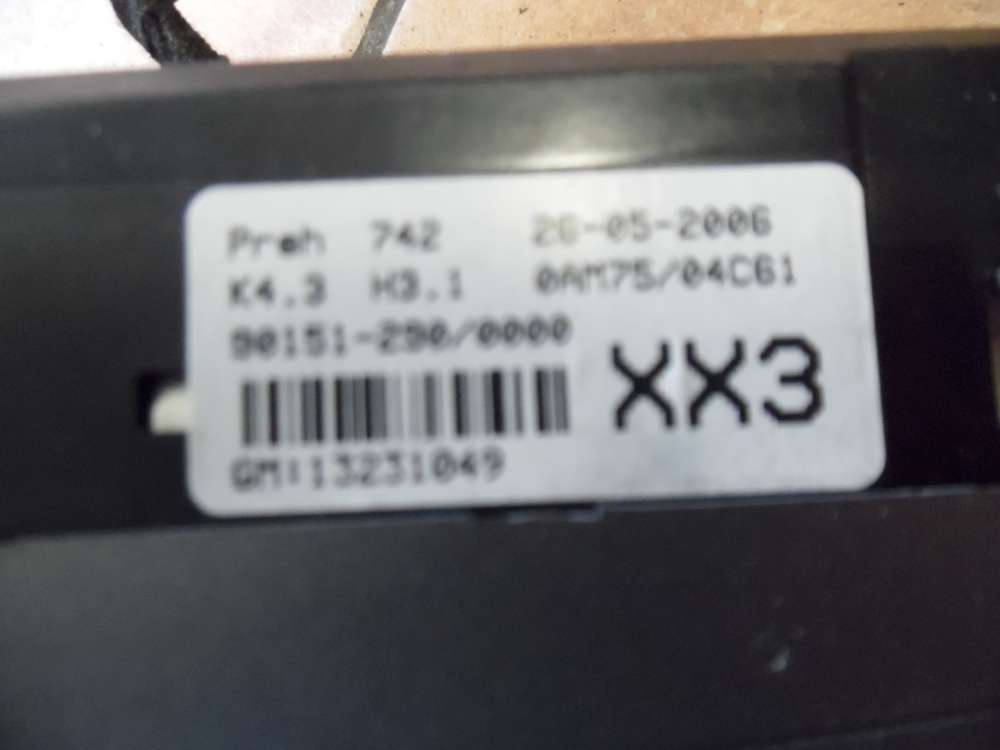 Preh 742 26-05-2006
K4.3 H3.1 0AM75/04C61
90151-290/0000
XX3
GM:13231049